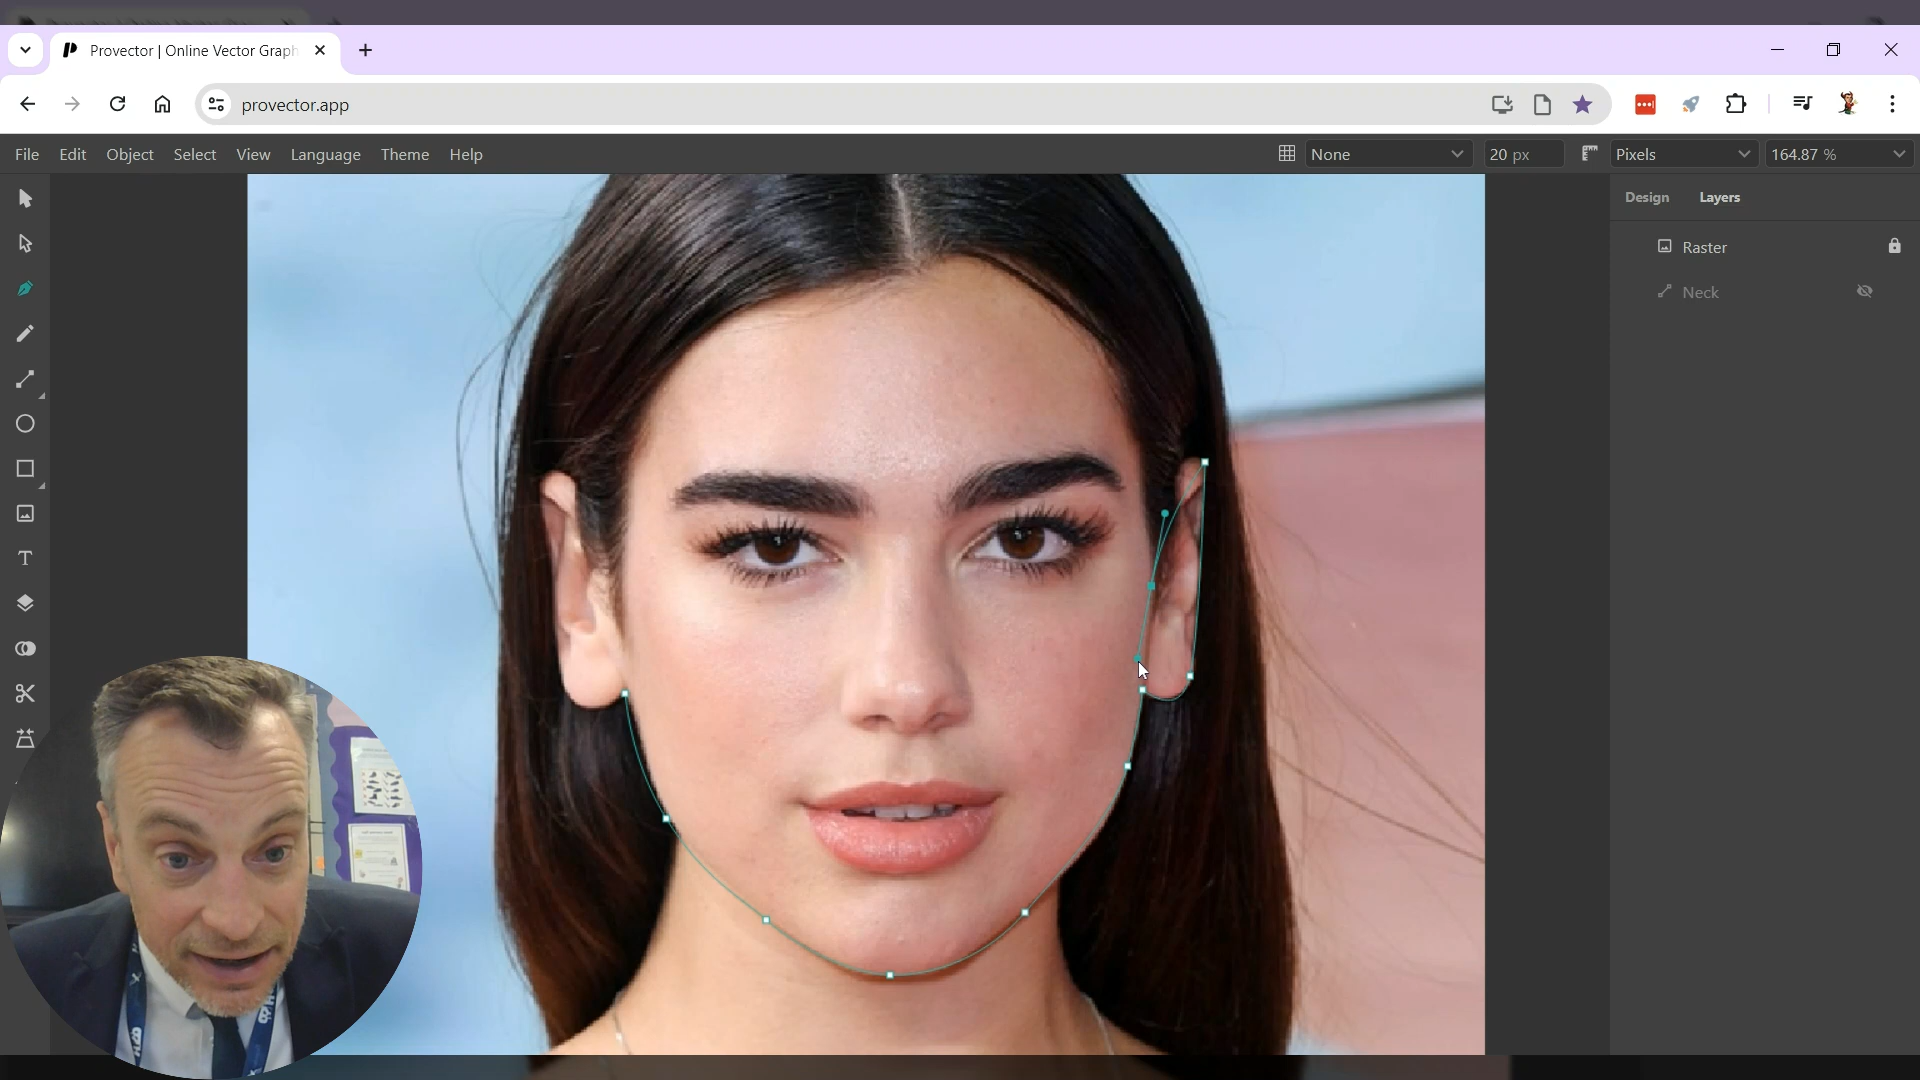 Provector | Online Vector Graph
provector.app
File Edit Object Select View Language Theme Help
None 20 px Pixels 164.87 %
Design Layers
Raster
Neck